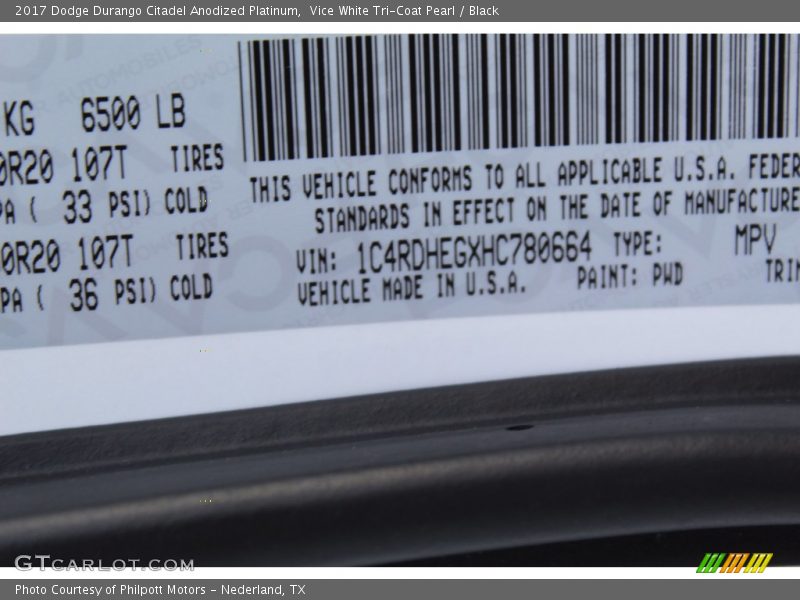 2017 Dodge Durango Citadel Anodized Platinum, Vice White Tri-Coat Pearl / Black
KG 6500 LB
0R20 107T TIRES
PA ( 33 PSI) COLD
0R20 107T TIRES
PA ( 36 PSI) COLD
THIS VEHICLE CONFORMS TO ALL APPLICABLE U.S.A. FEDER
STANDARDS IN EFFECT ON THE DATE OF MANUFACTURE
VIN: 1C4RDHEGXHC780664 TYPE: MPV
VEHICLE MADE IN U.S.A. PAINT: PWD TRIM
GTCARLOT.COM
Photo Courtesy of Philpott Motors - Nederland, TX